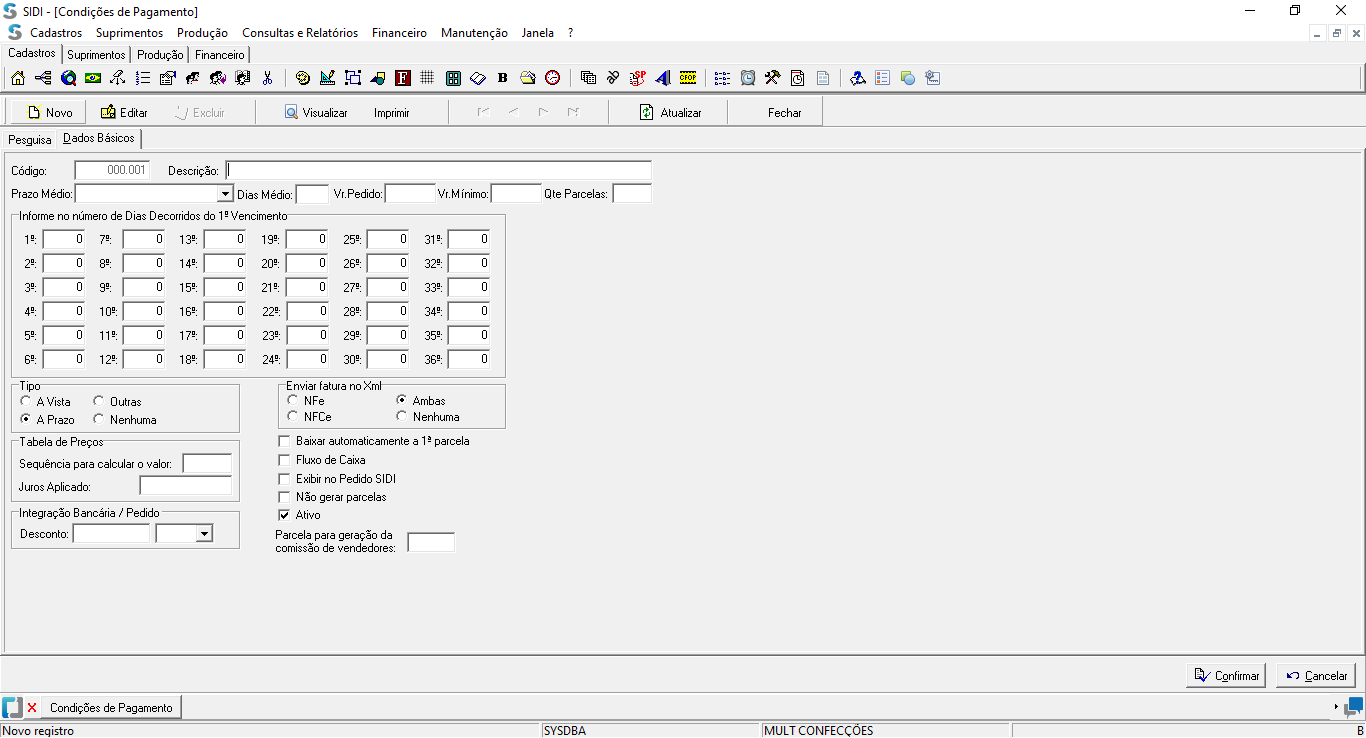 SIDI - [Condições de Pagamento]
Cadastros Suprimentos Produção Consultas e Relatórios Financeiro Manutenção Janela ?
Cadastros Suprimentos Produção Financeiro
F B SP CFOP
Novo Editar Excluir Visualizar Imprimir Atualizar Fechar
Pesquisa Dados Básicos
Código: 000.001 Descrição:
Prazo Médio: Dias Médio: Vr.Pedido: Vr.Mínimo: Qte Parcelas:
Informe no número de Dias Decorridos do 1º Vencimento
1º: 0 7º: 0 13º: 0 19º: 0 25º: 0 31º: 0
2º: 0 8º: 0 14º: 0 20º: 0 26º: 0 32º: 0
3º: 0 9º: 0 15º: 0 21º: 0 27º: 0 33º: 0
4º: 0 10º: 0 16º: 0 22º: 0 28º: 0 34º: 0
5º: 0 11º: 0 17º: 0 23º: 0 29º: 0 35º: 0
6º: 0 12º: 0 18º: 0 24º: 0 30º: 0 36º: 0
Tipo
A Vista Outras
A Prazo Nenhuma
Enviar fatura no Xml
NFe Ambas
NFCe Nenhuma
Tabela de Preços
Sequência para calcular o valor:
Juros Aplicado:
Integração Bancária / Pedido
Desconto:
Baixar automaticamente a 1ª parcela
Fluxo de Caixa
Exibir no Pedido SIDI
Não gerar parcelas
Ativo
Parcela para geração da
comissão de vendedores:
Confirmar Cancelar
Condições de Pagamento
Novo registro SYSDBA MULT CONFECÇÕES B